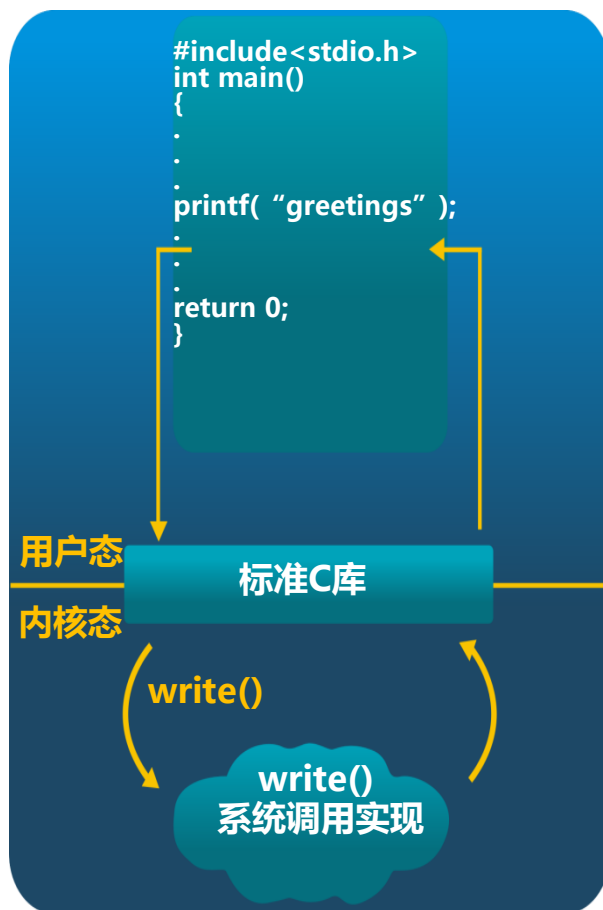 #include<stdio.h>
int main()
{
.
.
.
printf( “greetings” );
.
.
.
return 0;
}
用户态
标准C库
内核态
write()
write()
系统调用实现